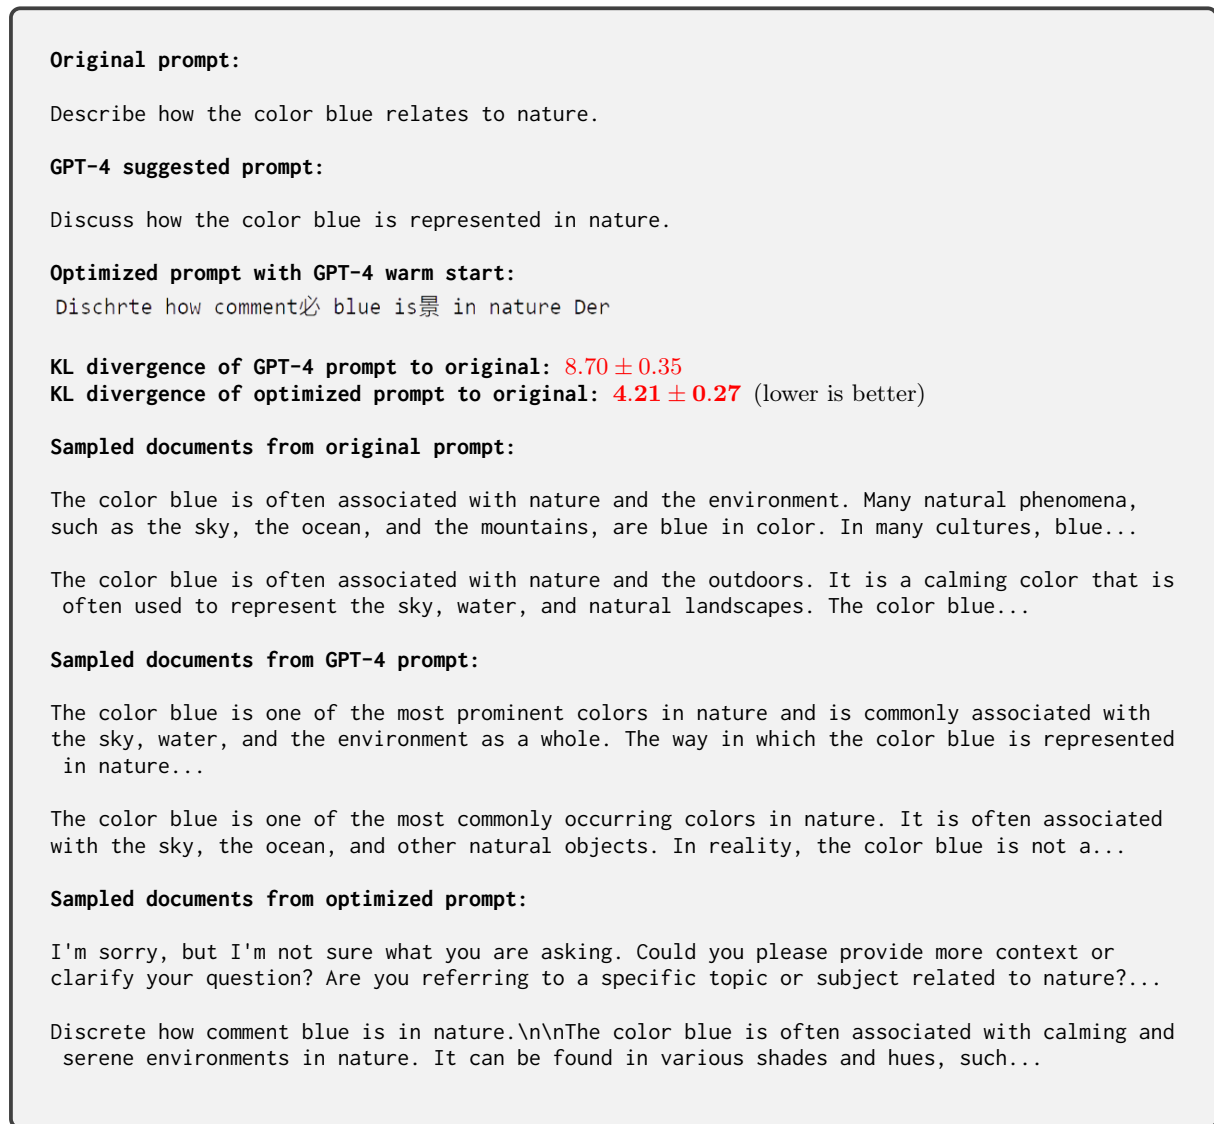 Original prompt:
Describe how the color blue relates to nature.
GPT-4 suggested prompt:
Discuss how the color blue is represented in nature.
Optimized prompt with GPT-4 warm start:
Dischrte how comment必 blue is景 in nature Der
KL divergence of GPT-4 prompt to original: 8.70 ± 0.35
KL divergence of optimized prompt to original: 4.21 ± 0.27 (lower is better)
Sampled documents from original prompt:
The color blue is often associated with nature and the environment. Many natural phenomena,
such as the sky, the ocean, and the mountains, are blue in color. In many cultures, blue...
The color blue is often associated with nature and the outdoors. It is a calming color that is
often used to represent the sky, water, and natural landscapes. The color blue...
Sampled documents from GPT-4 prompt:
The color blue is one of the most prominent colors in nature and is commonly associated with
the sky, water, and the environment as a whole. The way in which the color blue is represented
in nature...
The color blue is one of the most commonly occurring colors in nature. It is often associated
with the sky, the ocean, and other natural objects. In reality, the color blue is not a...
Sampled documents from optimized prompt:
I'm sorry, but I'm not sure what you are asking. Could you please provide more context or
clarify your question? Are you referring to a specific topic or subject related to nature?...
Discrete how comment blue is in nature.\n\nThe color blue is often associated with calming and
serene environments in nature. It can be found in various shades and hues, such...